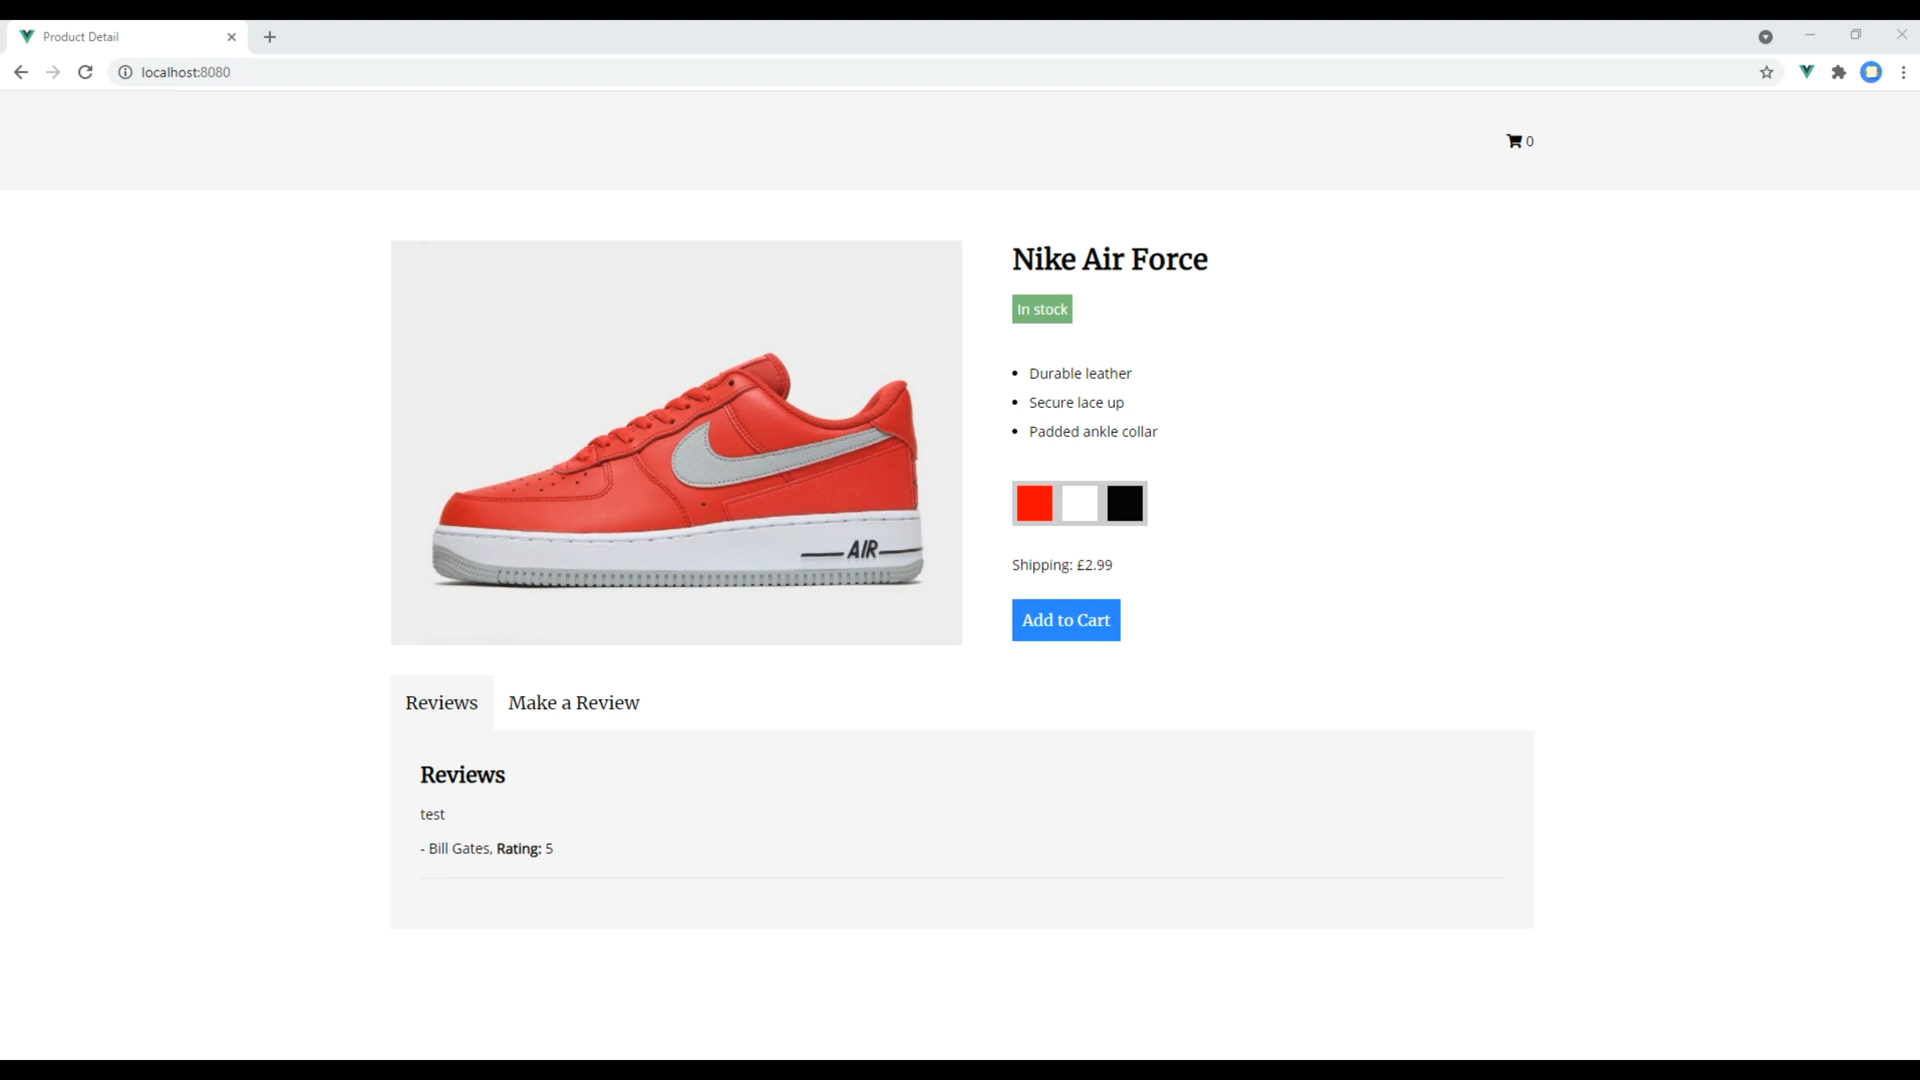 Product Detail
localhost:8080
0
Nike Air Force
In stock
Durable leather
Secure lace up
Padded ankle collar
AIR
Shipping: £2.99
Add to Cart
Reviews Make a Review
Reviews
test
- Bill Gates, Rating: 5